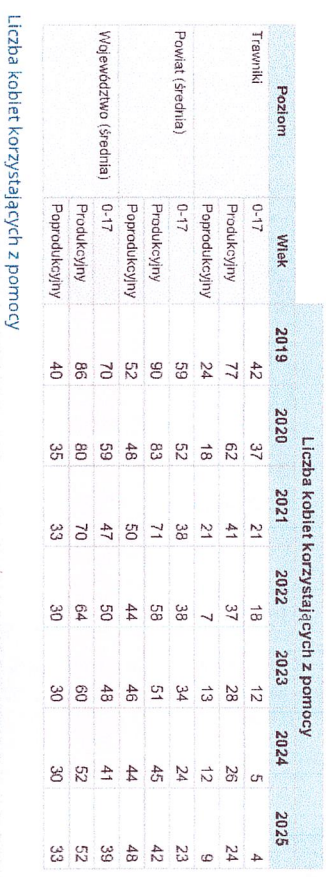 Liczba kobiet korzystających z pomocy
Poziom Wiek 2019 2020 2021 2022 2023 2024 2025
Trawniki 0-17 42 37 21 18 12 5 4
Produkcyjny 77 62 41 37 28 26 24
Poprodukcyjny 24 18 21 7 13 12 9
Powiat (średnia) 0-17 59 52 38 38 34 24 23
Produkcyjny 90 83 71 58 51 45 42
Poprodukcyjny 52 48 50 44 46 44 48
Województwo (średnia) 0-17 70 59 47 50 48 41 39
Produkcyjny 86 80 70 64 60 52 52
Poprodukcyjny 40 35 33 30 30 30 33
Liczba kobiet korzystających z pomocy